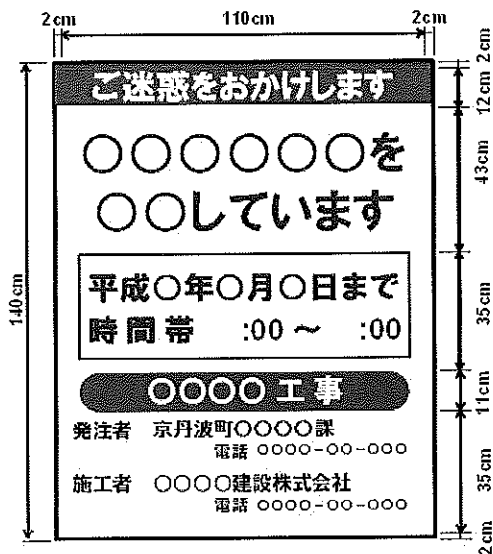 2cm 110cm 2cm
2cm
ご迷惑をおかけします
12cm
○○○○○○を
43cm
○○しています
140cm
平成○年○月○日まで
35cm
時間帯 :00 ~ :00
○○○○工事
11cm
発注者 京丹波町○○○○課
電話 ○○○○-○○-○○○
35cm
施工者 ○○○○建設株式会社
電話 ○○○○-○○-○○○
2cm